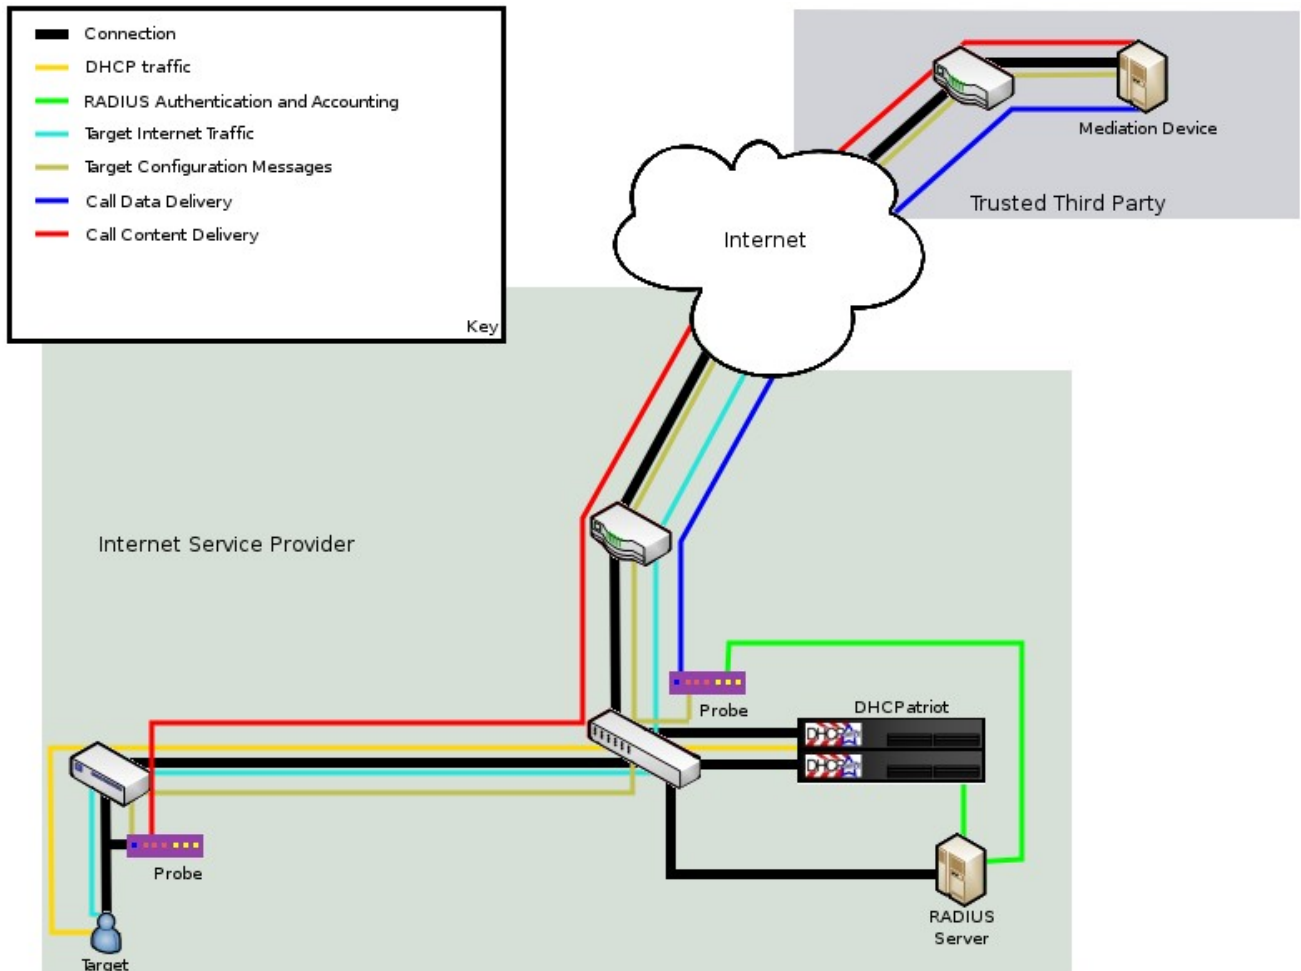 Connection
DHCP traffic
RADIUS Authentication and Accounting
Target Internet Traffic
Target Configuration Messages
Call Data Delivery
Call Content Delivery
Key
Mediation Device
Trusted Third Party
Internet
Internet Service Provider
Probe
DHCPatriot
Probe
RADIUS
Server
Target